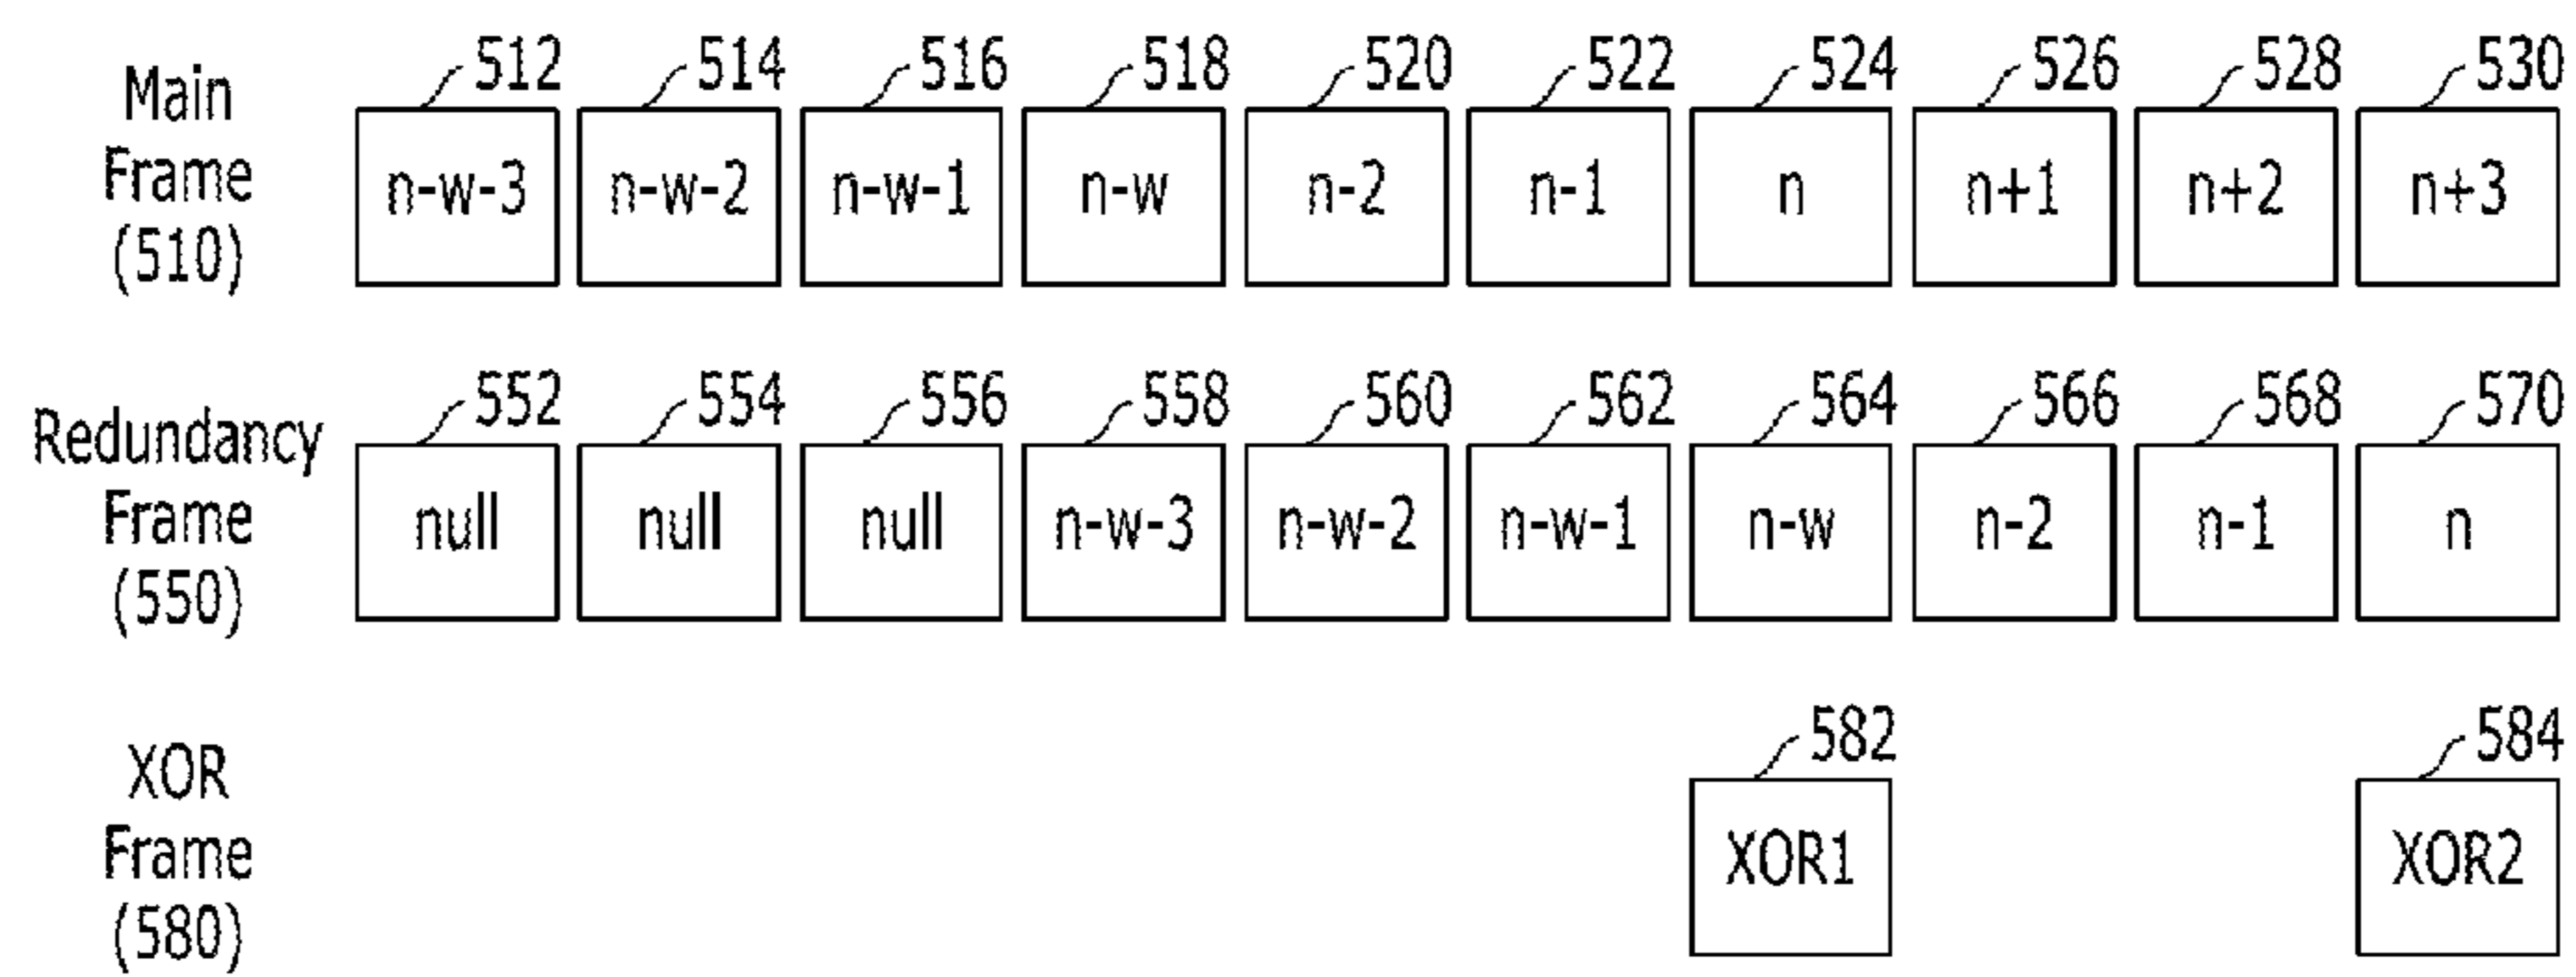 512 514 516 518 520 522 524 526 528 530
Main
Frame
(510)
n-w-3 n-w-2 n-w-1 n-w n-2 n-1 n n+1 n+2 n+3
552 554 556 558 560 562 564 566 568 570
Redundancy
Frame
(550)
null null null n-w-3 n-w-2 n-w-1 n-w n-2 n-1 n
582 584
XOR
Frame
(580)
XOR1 XOR2